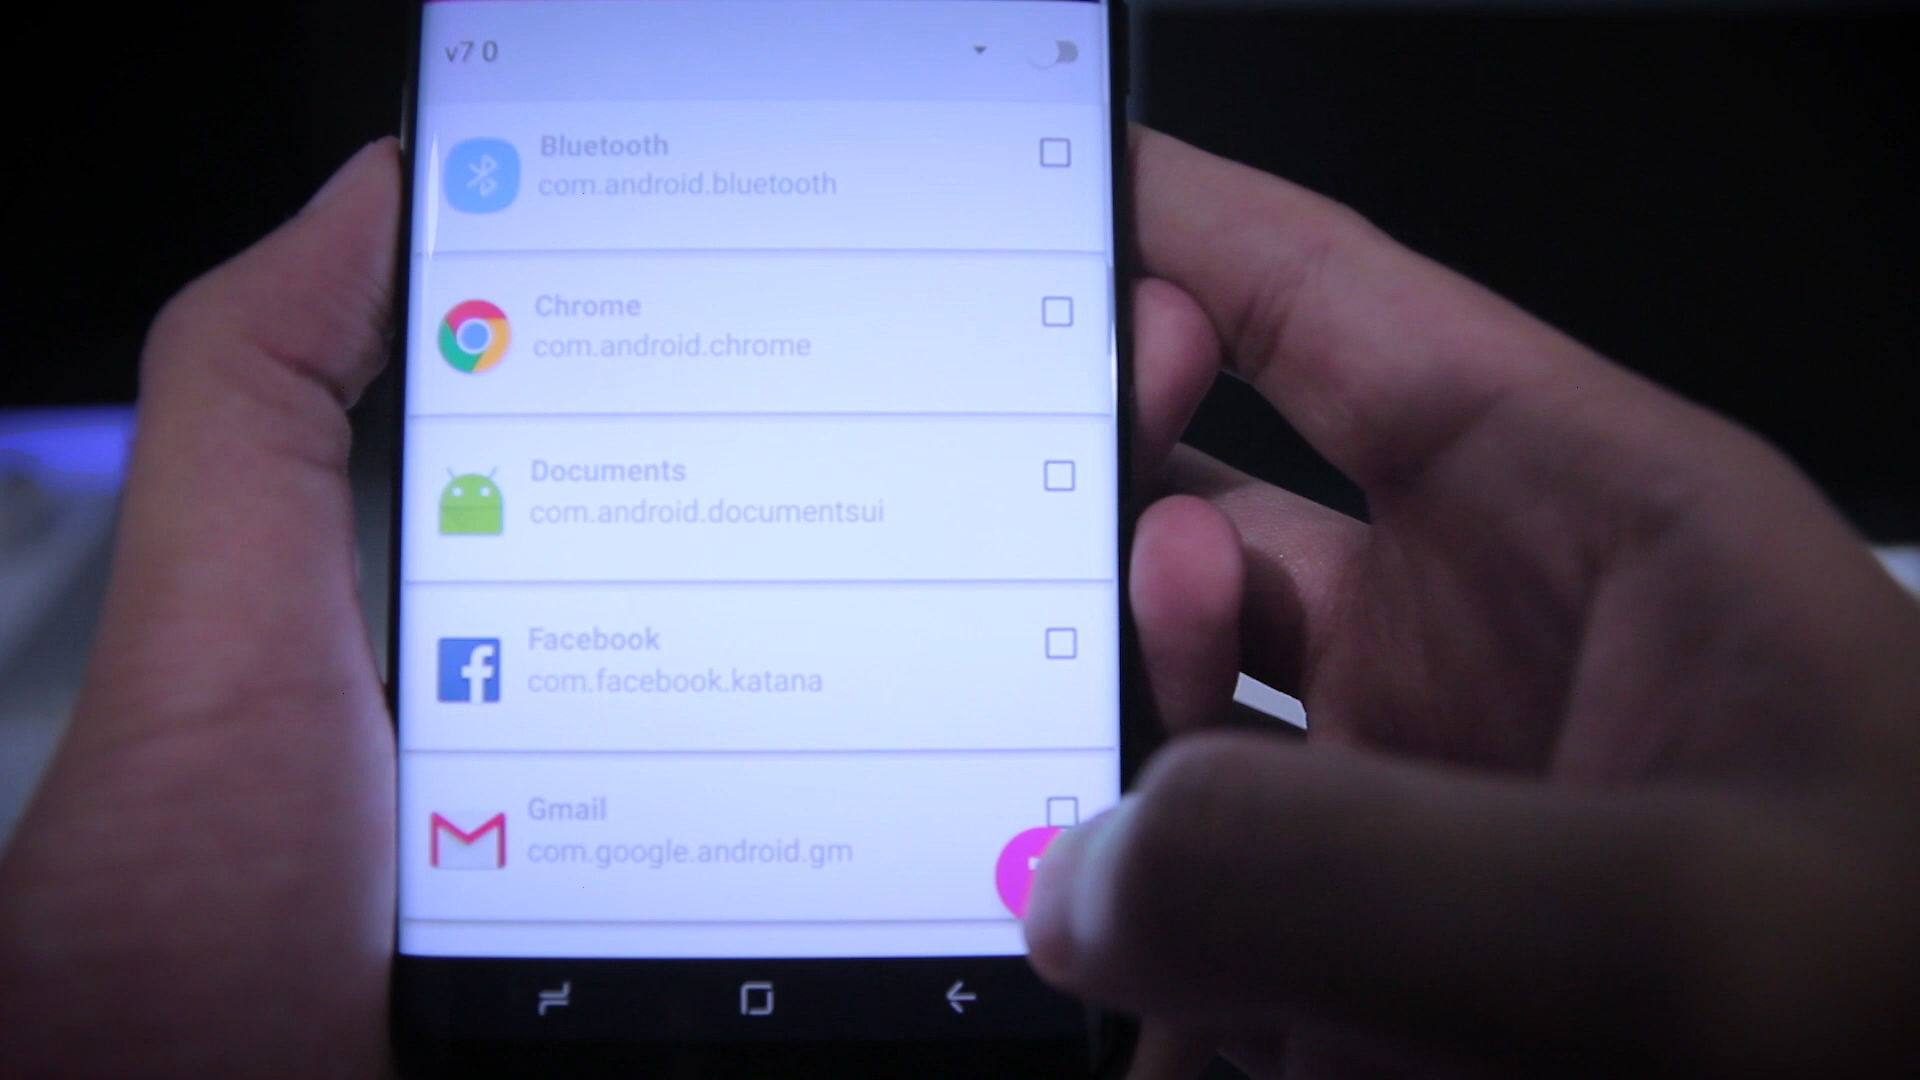 v7 0
Bluetooth
com.android.bluetooth
Chrome
com.android.chrome
Documents
com.android.documentsui
Facebook
com.facebook.katana
Gmail
com.google.android.gm